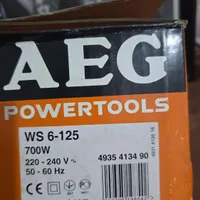 AEG
POWERTOOLS
WS 6-125
700W
220 - 240 V ~
50 - 60 Hz
4935 4134 90